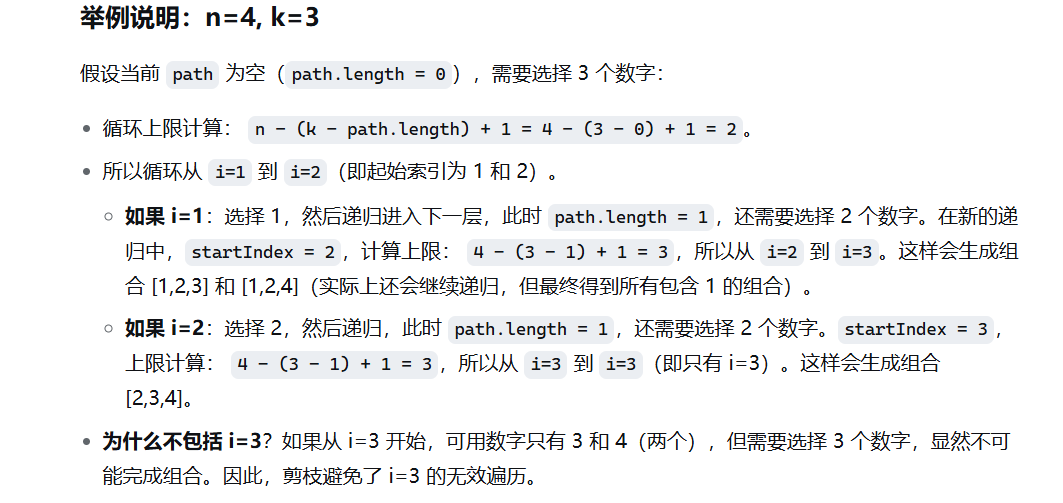 举例说明：n=4, k=3
假设当前 path 为空（path.length = 0），需要选择 3 个数字：
循环上限计算： n - (k - path.length) + 1 = 4 - (3 - 0) + 1 = 2。
所以循环从 i=1 到 i=2（即起始索引为 1 和 2）。
如果 i=1：选择 1，然后递归进入下一层，此时 path.length = 1，还需要选择 2 个数字。在新的递
归中，startIndex = 2，计算上限： 4 - (3 - 1) + 1 = 3，所以从 i=2 到 i=3。这样会生成组
合 [1,2,3] 和 [1,2,4]（实际上还会继续递归，但最终得到所有包含 1 的组合）。
如果 i=2：选择 2，然后递归，此时 path.length = 1，还需要选择 2 个数字。startIndex = 3，
上限计算： 4 - (3 - 1) + 1 = 3，所以从 i=3 到 i=3（即只有 i=3）。这样会生成组合
[2,3,4]。
为什么不包括 i=3？如果从 i=3 开始，可用数字只有 3 和 4（两个），但需要选择 3 个数字，显然不可
能完成组合。因此，剪枝避免了 i=3 的无效遍历。